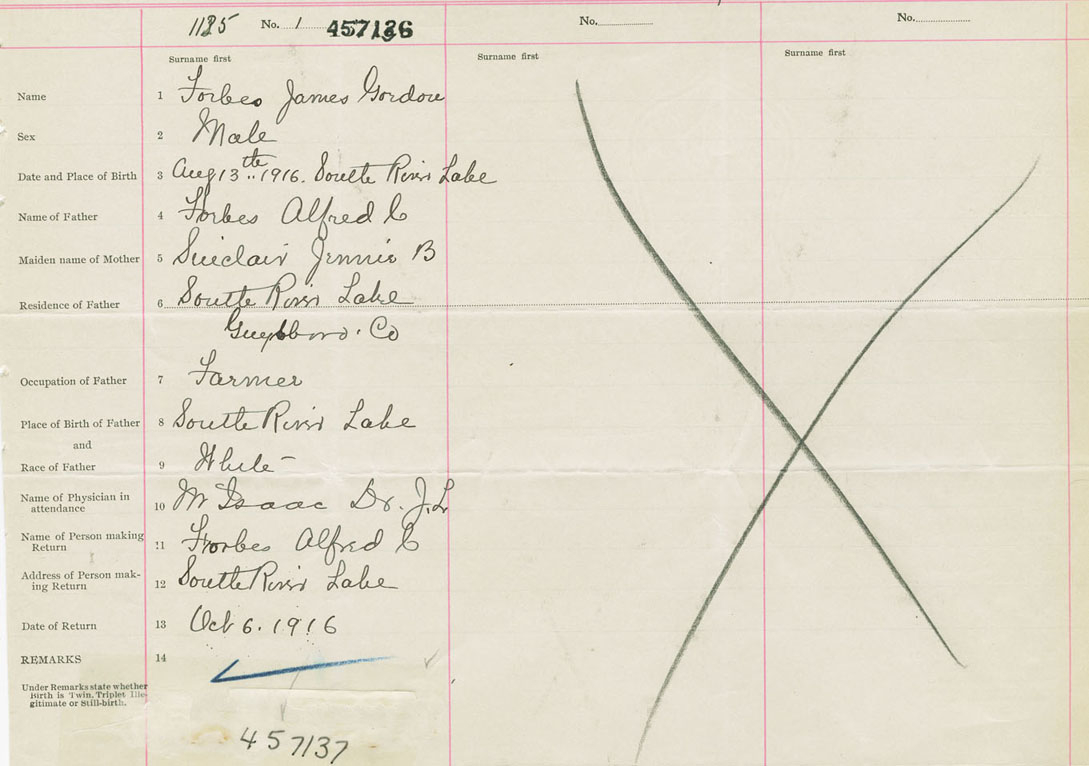 1125 No. 1 457136 No. No.
Surname first Surname first Surname first
Name 1 Forbes James Gordon
Sex 2 Male
Date and Place of Birth 3 Aug 13th 1916. South River Lake
Name of Father 4 Forbes Alfred C
Maiden name of Mother 5 Sinclair Jennie B
Residence of Father 6 South River Lake
Guysboro. Co
Occupation of Father 7 Farmer
Place of Birth of Father 8 South River Lake
and
Race of Father 9 White
Name of Physician in attendance 10 Mc Isaac Dr. J.L
Name of Person making Return 11 Forbes Alfred C
Address of Person mak-ing Return 12 South River Lake
Date of Return 13 Oct 6. 1916
REMARKS 14
Under Remarks state whether
Birth is Twin, Triplet Ille-
gitimate or Still-birth.
457137